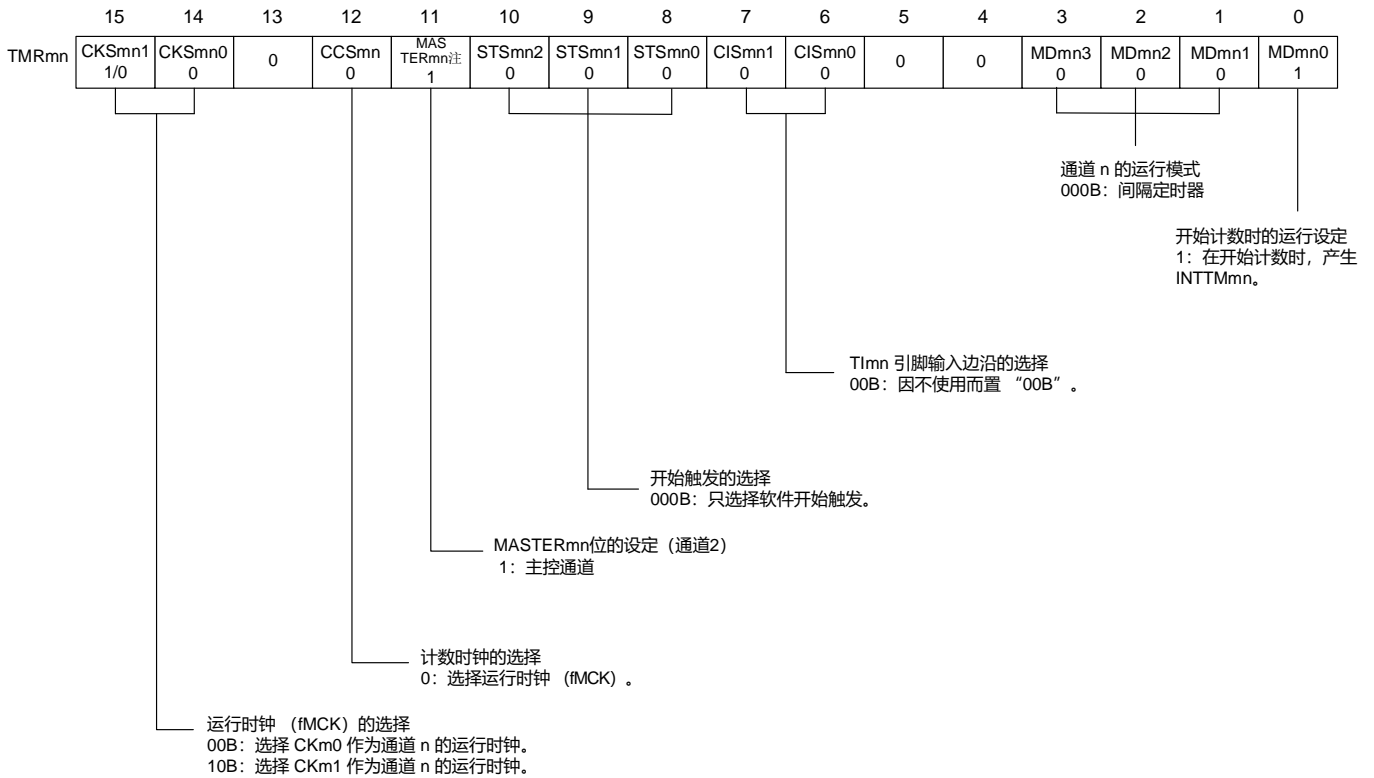 15 14 13 12 11 10 9 8 7 6 5 4 3 2 1 0
TMRmn
CKSmn1 1/0
CKSmn0 0
0
CCSmn 0
MAS
TERmn注
1
STSmn2 0
STSmn1 0
STSmn0 0
CISmn1 0
CISmn0 0
0
0
MDmn3 0
MDmn2 0
MDmn1 0
MDmn0 1
通道 n 的运行模式
000B：间隔定时器
开始计数时的运行设定
1：在开始计数时，产生
INTTMmn。
TImn 引脚输入边沿的选择
00B：因不使用而置 “00B”。
开始触发的选择
000B：只选择软件开始触发。
MASTERmn位的设定（通道2）
1：主控通道
计数时钟的选择
0：选择运行时钟 （fMCK）。
运行时钟 （fMCK）的选择
00B：选择 CKm0 作为通道 n 的运行时钟。
10B：选择 CKm1 作为通道 n 的运行时钟。